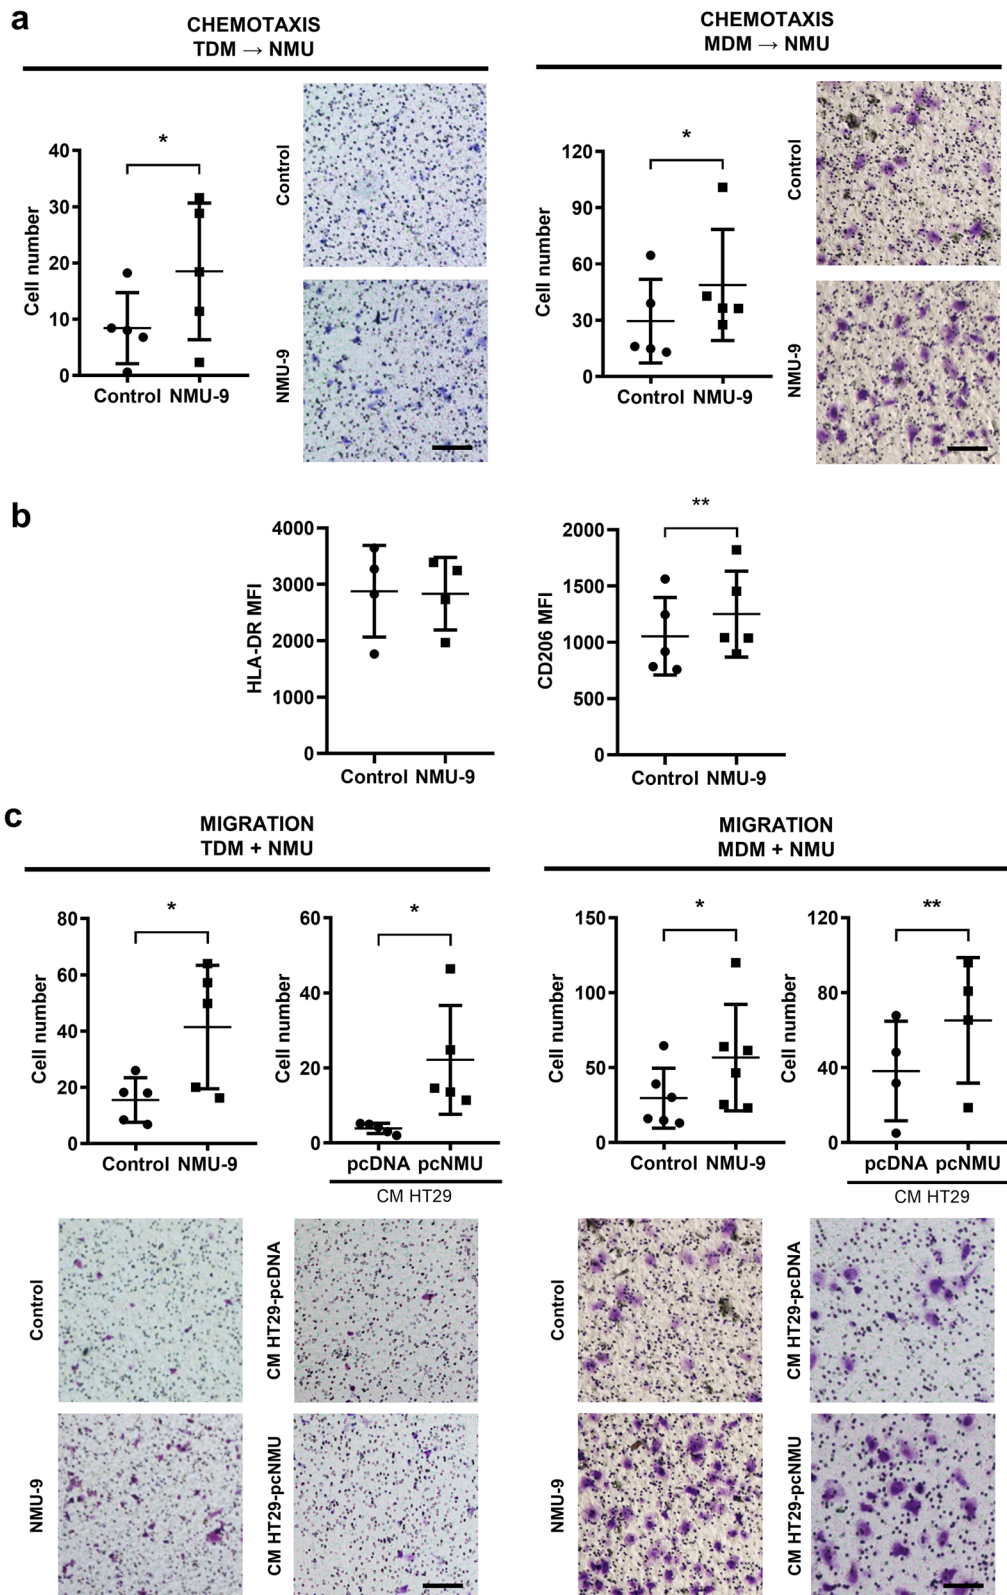 a
CHEMOTAXIS
TDM → NMU
CHEMOTAXIS
MDM → NMU
Cell number
40
30
20
10
0
*
Control NMU-9
Control
NMU-9
Cell number
120
90
60
30
0
*
Control NMU-9
Control
NMU-9
b
HLA-DR MFI
4000
3000
2000
1000
0
Control NMU-9
CD206 MFI
2000
1500
1000
500
0
**
Control NMU-9
c
MIGRATION
TDM + NMU
MIGRATION
MDM + NMU
Cell number
80
60
40
20
0
*
Control NMU-9
Cell number
60
40
20
0
*
pcDNA pcNMU
CM HT29
Cell number
150
100
50
0
*
Control NMU-9
Cell number
120
80
40
0
**
pcDNA pcNMU
CM HT29
Control
CM HT29-pcDNA
Control
CM HT29-pcDNA
NMU-9
CM HT29-pcNMU
NMU-9
CM HT29-pcNMU